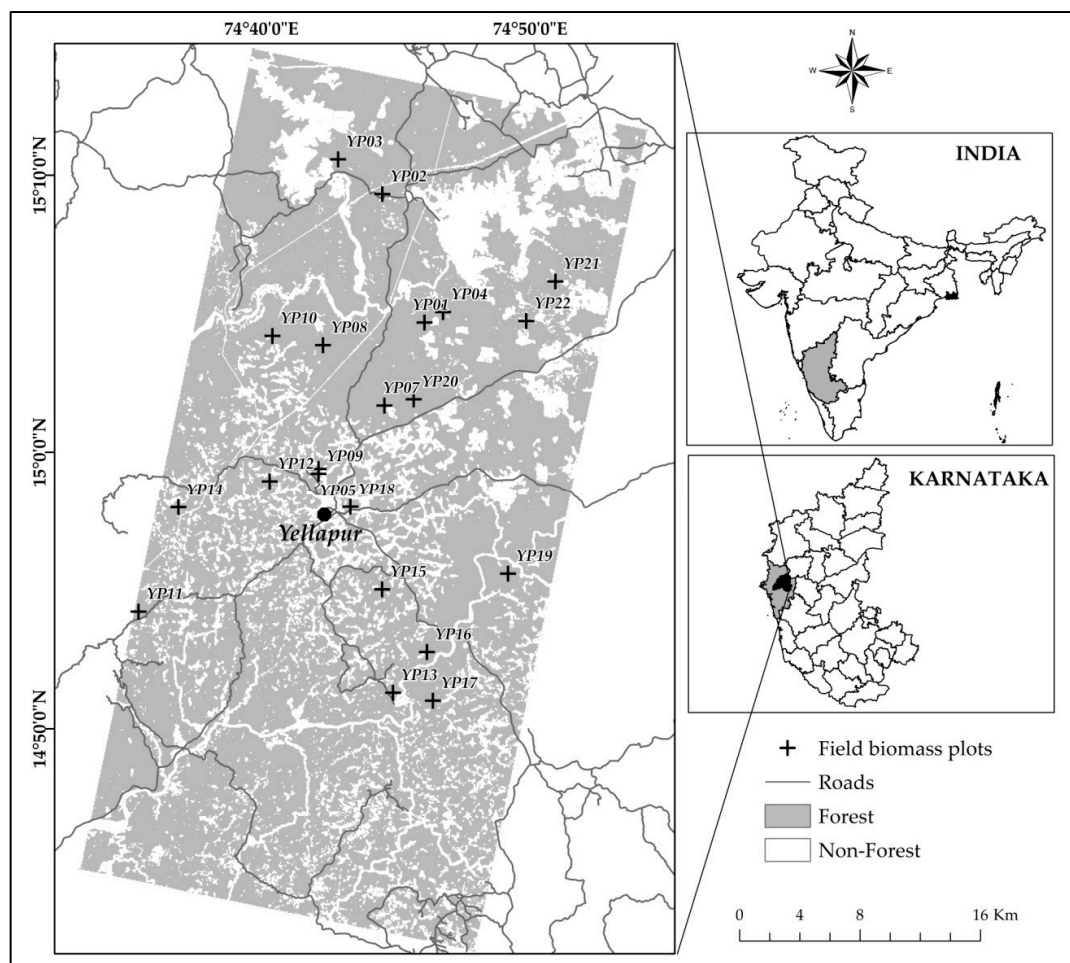 74°40'0"E
74°50'0"E
15°10'0"N
15°0'0"N
14°50'0"N
YP03
YP02
YP21
YP04
YP01
YP22
YP10
YP08
YP20
YP07
YP09
YP12
YP05
YP18
YP14
Yellapur
YP19
YP15
YP11
YP16
YP13
YP17
N
W
E
S
INDIA
KARNATAKA
Field biomass plots
Roads
Forest
Non-Forest
0 4 8 16 Km